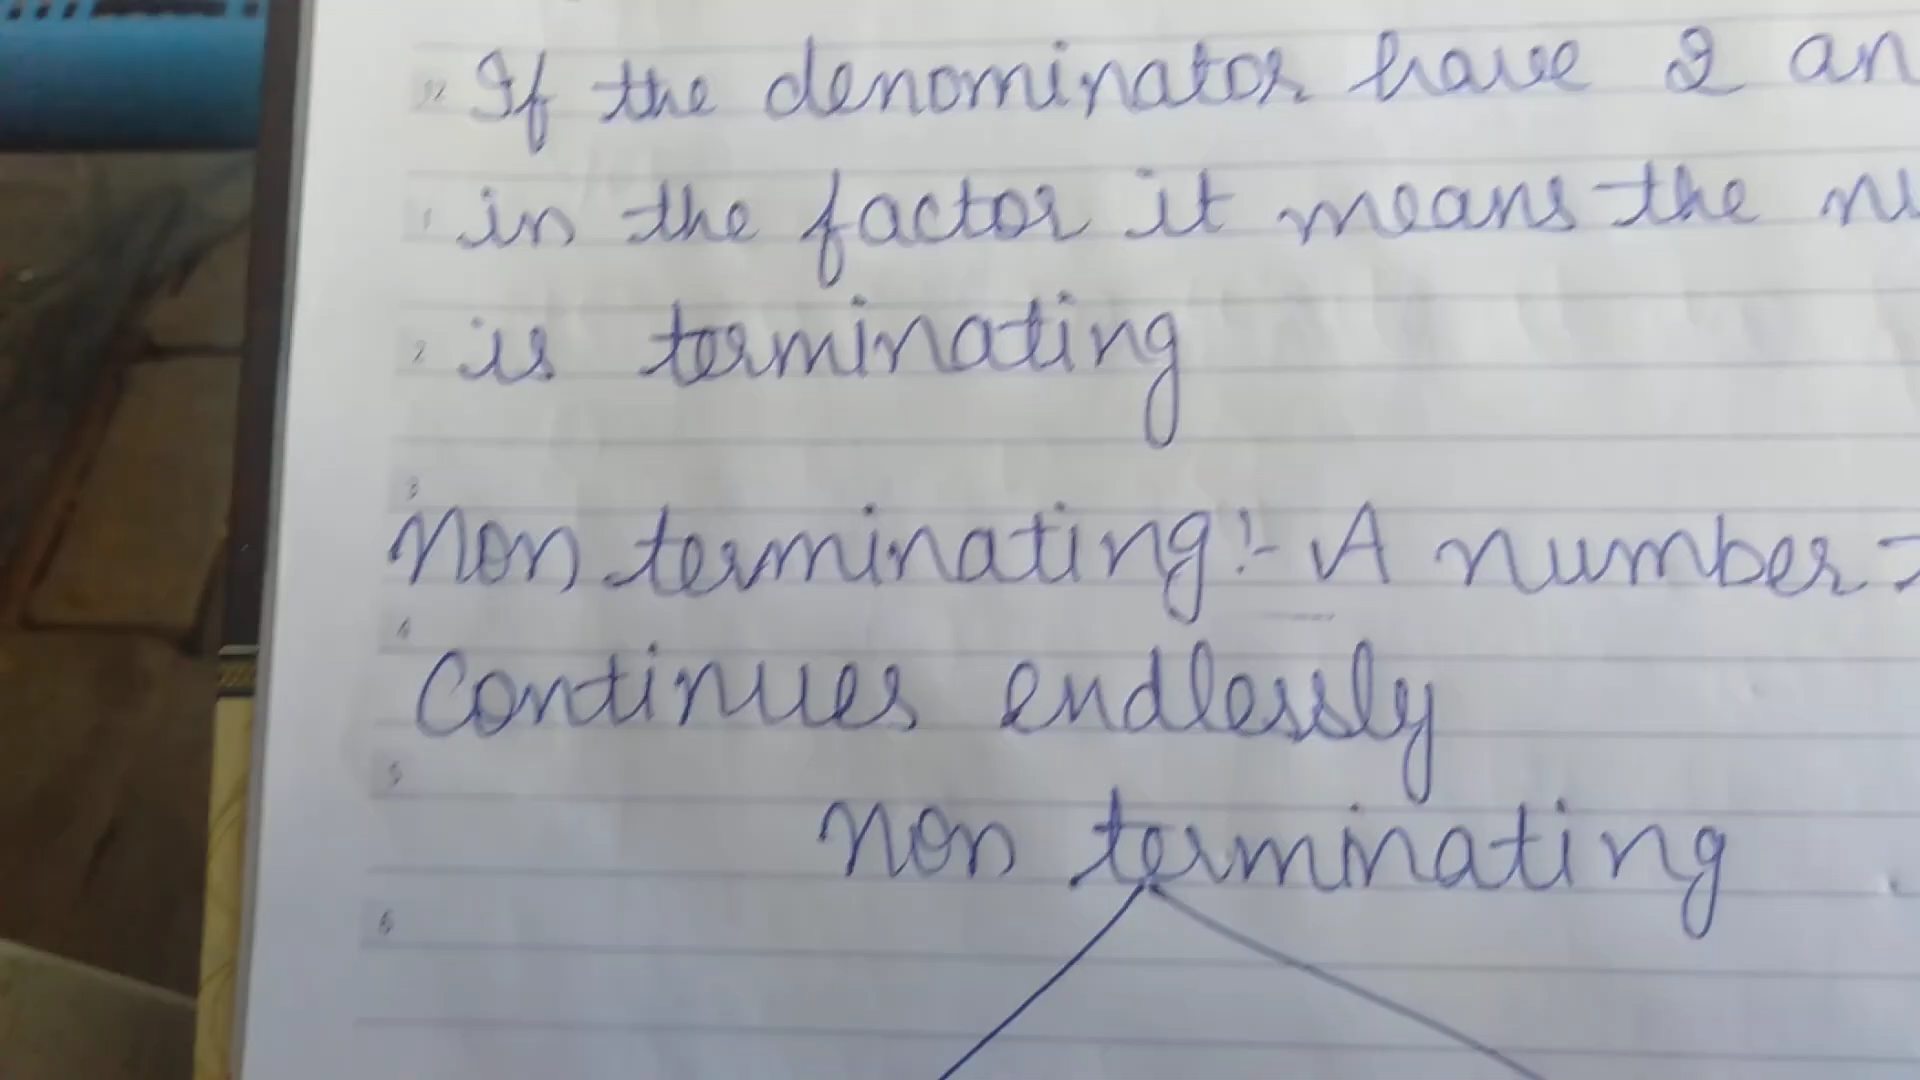 If the denominator have 2 an
in the factor it means the nu
is terminating
Non terminating:- A number
Continues endlessly
Non terminating